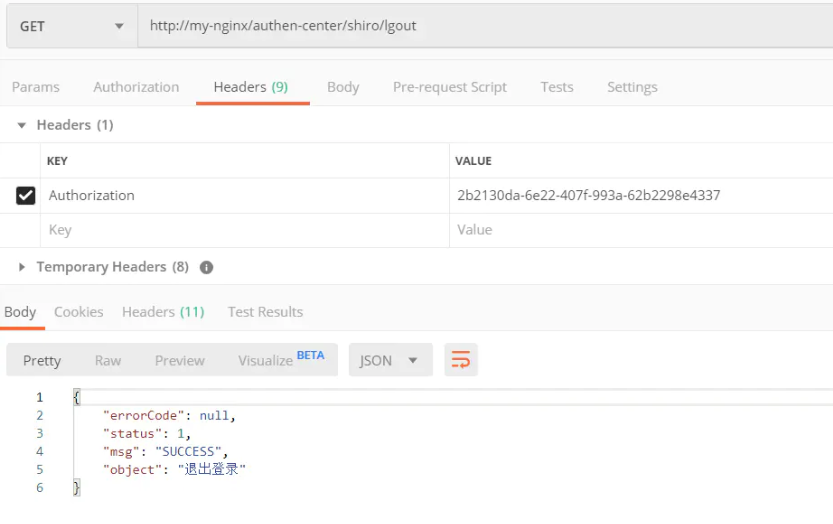 GET http://my-nginx/authen-center/shiro/lgout
Params Authorization Headers (9) Body Pre-request Script Tests Settings
Headers (1)
KEY VALUE
Authorization 2b2130da-6e22-407f-993a-62b2298e4337
Key Value
Temporary Headers (8) i
Body Cookies Headers (11) Test Results
Pretty Raw Preview Visualize BETA JSON
1 {
2 "errorCode": null,
3 "status": 1,
4 "msg": "SUCCESS",
5 "object": "退出登录"
6 }